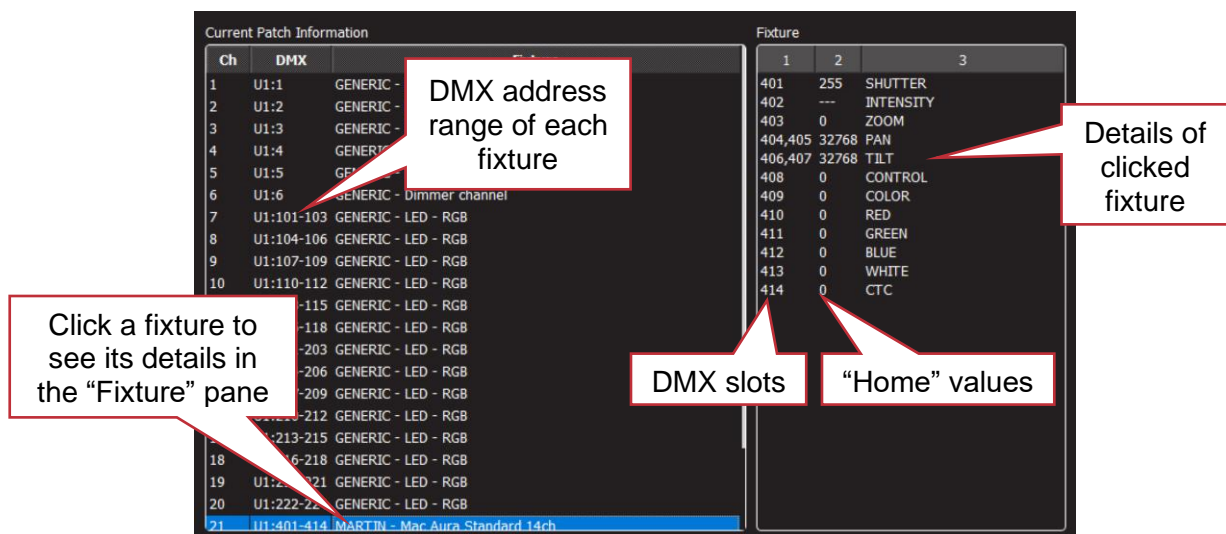 Current Patch Information
Ch DMX
1 U1:1 GENERIC -
2 U1:2 GENERIC -
3 U1:3 GENERIC -
4 U1:4
5 U1:5
6 U1:6 GENERIC - Dimmer channel
7 U1:101-103 GENERIC - LED - RGB
8 U1:104-106 GENERIC - LED - RGB
9 U1:107-109 GENERIC - LED - RGB
10 U1:110-112 GENERIC - LED - RGB
-115 GENERIC - LED - RGB
-118 GENERIC - LED - RGB
-203 GENERIC - LED - RGB
-206 GENERIC - LED - RGB
-209 GENERIC - LED - RGB
-212 GENERIC - LED - RGB
:213-215 GENERIC - LED - RGB
18 16-218 GENERIC - LED - RGB
19 U1: 221 GENERIC - LED - RGB
20 U1:222-22 GENERIC - LED - RGB
21 U1:401-414 MARTIN - Mac Aura Standard 14ch
DMX address
range of each
fixture
Click a fixture to
see its details in
the “Fixture” pane
Fixture
1 2 3
401 255 SHUTTER
402 --- INTENSITY
403 0 ZOOM
404,405 32768 PAN
406,407 32768 TILT
408 0 CONTROL
409 0 COLOR
410 0 RED
411 0 GREEN
412 0 BLUE
413 0 WHITE
414 0 CTC
Details of
clicked
fixture
DMX slots
“Home” values